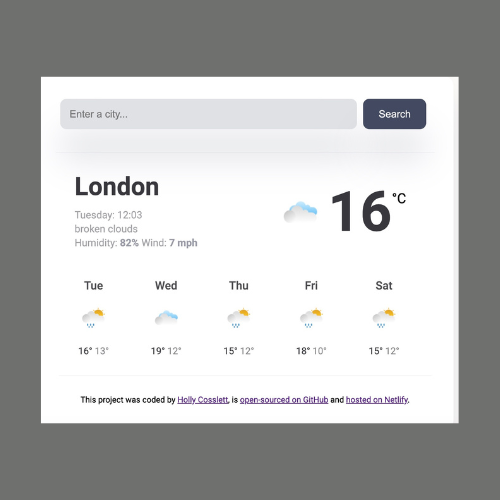 Enter a city...
Search
London
16°C
Tuesday: 12:03
broken clouds
Humidity: 82% Wind: 7 mph
Tue Wed Thu Fri Sat
16° 13° 19° 12° 15° 12° 18° 10° 15° 12°
This project was coded by Holly Cosslett, is open-sourced on GitHub and hosted on Netlify.